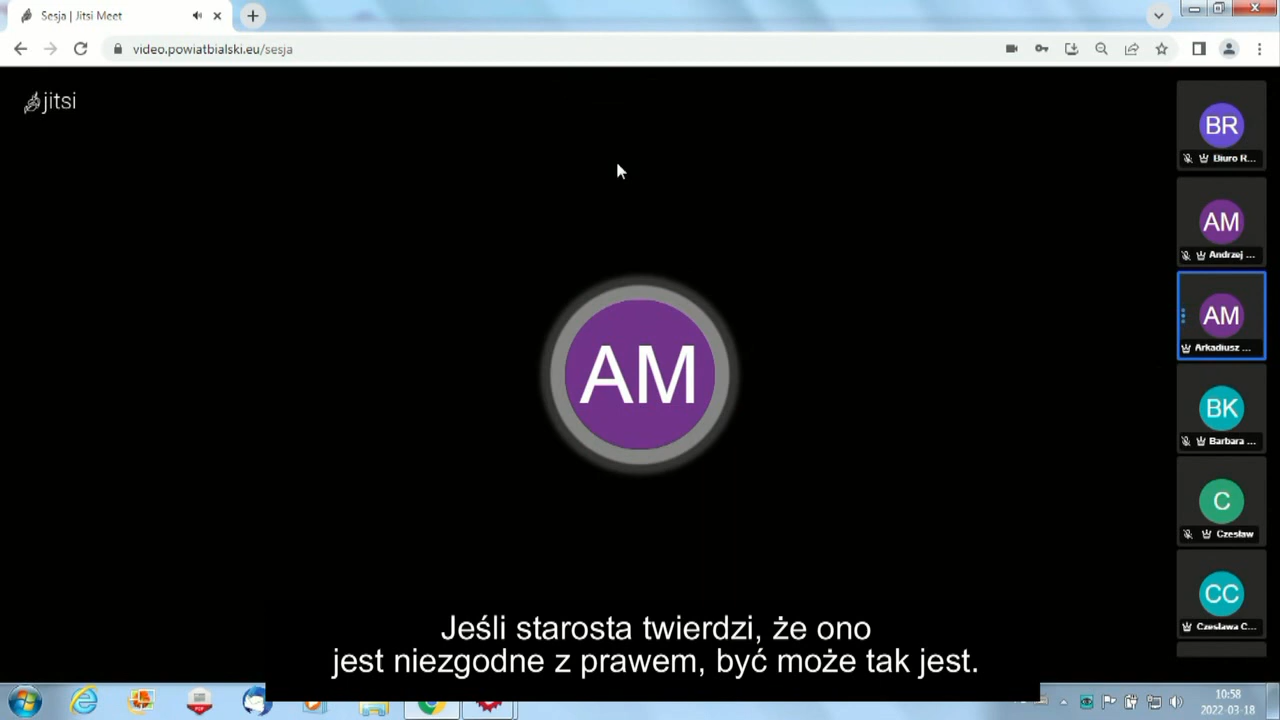 Sesja | Jitsi Meet
video.powiatbialski.eu/sesja
jitsi
BR
Biuro R...
AM
Andrzej ...
AM
Arkadiusz ...
BK
Barbara ...
C
Czesław
CC
Czesława C...
AM
Jeśli starosta twierdzi, że ono
jest niezgodne z prawem, być może tak jest.
10:58
2022-03-18